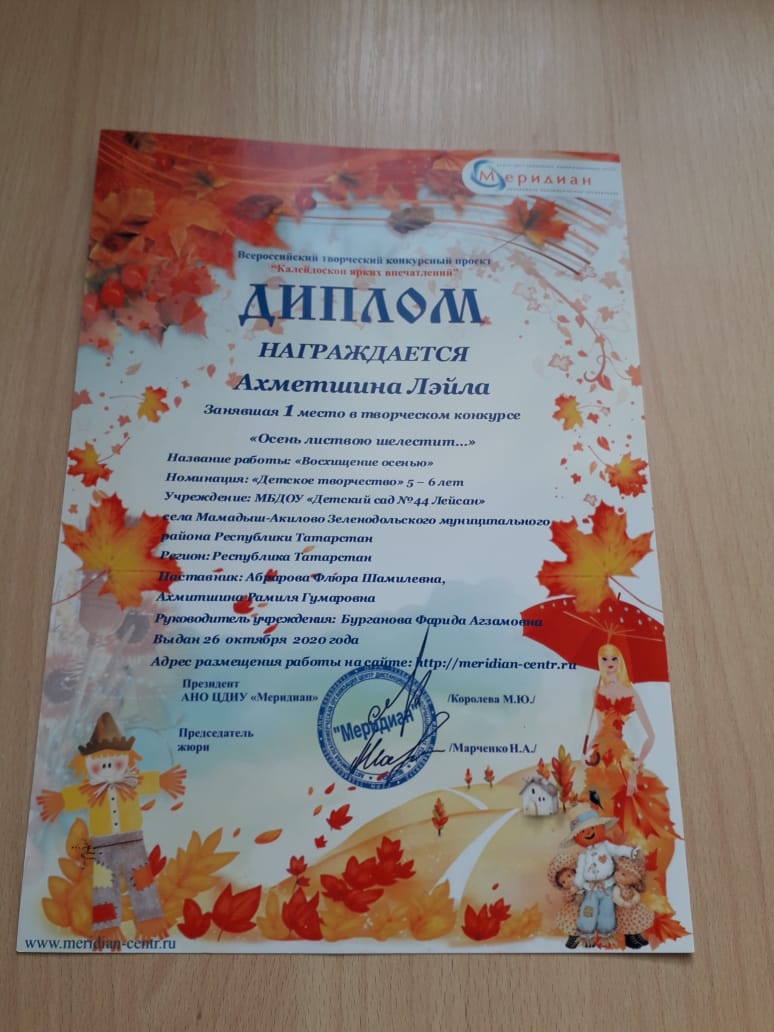 Меридиан
Всероссийский творческий конкурсный проект
"Калейдоскоп ярких впечатлений"
ДИПЛОМ
НАГРАЖДАЕТСЯ
Ахметшина Лэйла
Занявшая 1 место в творческом конкурсе
«Осень листвою шелестит...»
Название работы: «Восхищение осенью»
Номинация: «Детское творчество» 5 – 6 лет
Учреждение: МБДОУ «Детский сад №44 Лейсан»
села Мамадыш-Акилово Зеленодольского муниципального
района Республики Татарстан
Регион: Республика Татарстан
Наставник: Абрарова Флюра Шамилевна,
Ахмитшина Рамиля Гумаровна
Руководитель учреждения: Бурганова Фарида Агзамовна
Выдан 26 октября 2020 года
Адрес размещения работы на сайте: http://meridian-centr.ru
Президент
АНО ЦДИУ «Меридиан» /Королева М.Ю./
"Меридиан"
Председатель
жюри /Марченко Н.А./
www.meridian-centr.ru